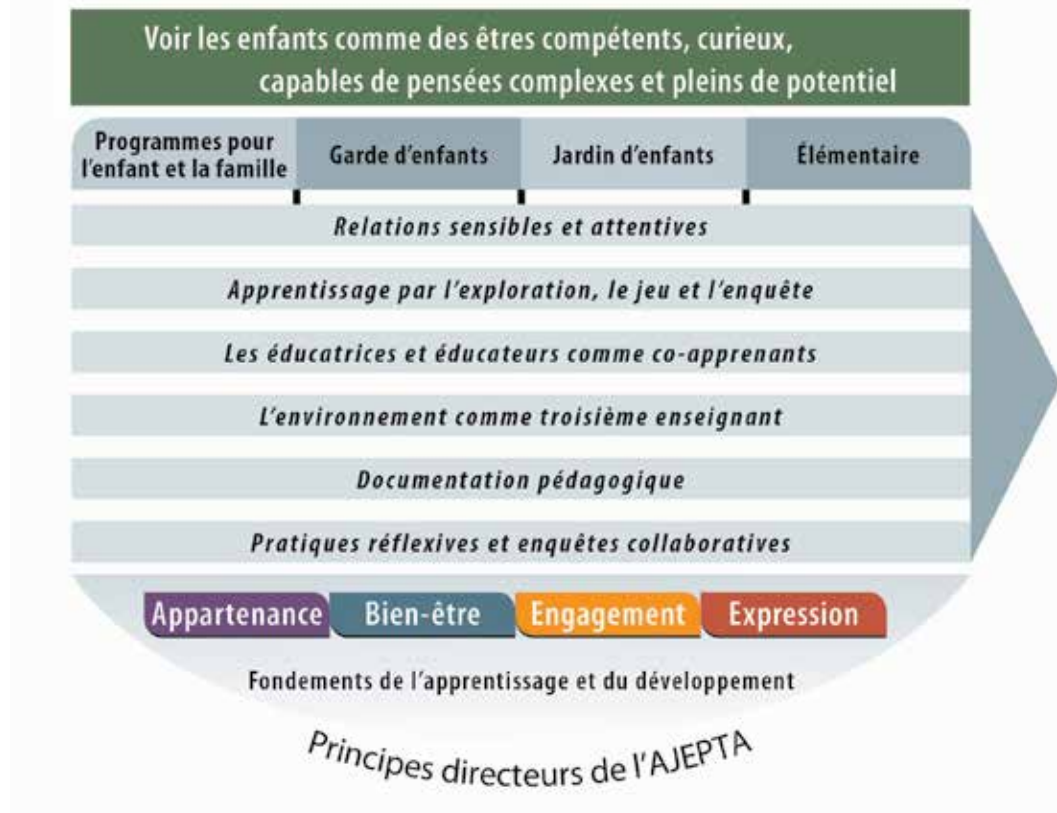 Voir les enfants comme des êtres compétents, curieux,
capables de pensées complexes et pleins de potentiel
Programmes pour
l'enfant et la famille
Garde d'enfants
Jardin d'enfants
Élémentaire
Relations sensibles et attentives
Apprentissage par l'exploration, le jeu et l'enquête
Les éducatrices et éducateurs comme co-apprenants
L'environnement comme troisième enseignant
Documentation pédagogique
Pratiques réflexives et enquêtes collaboratives
Appartenance
Bien-être
Engagement
Expression
Fondements de l'apprentissage et du développement
Principes directeurs de l'AJEPTA